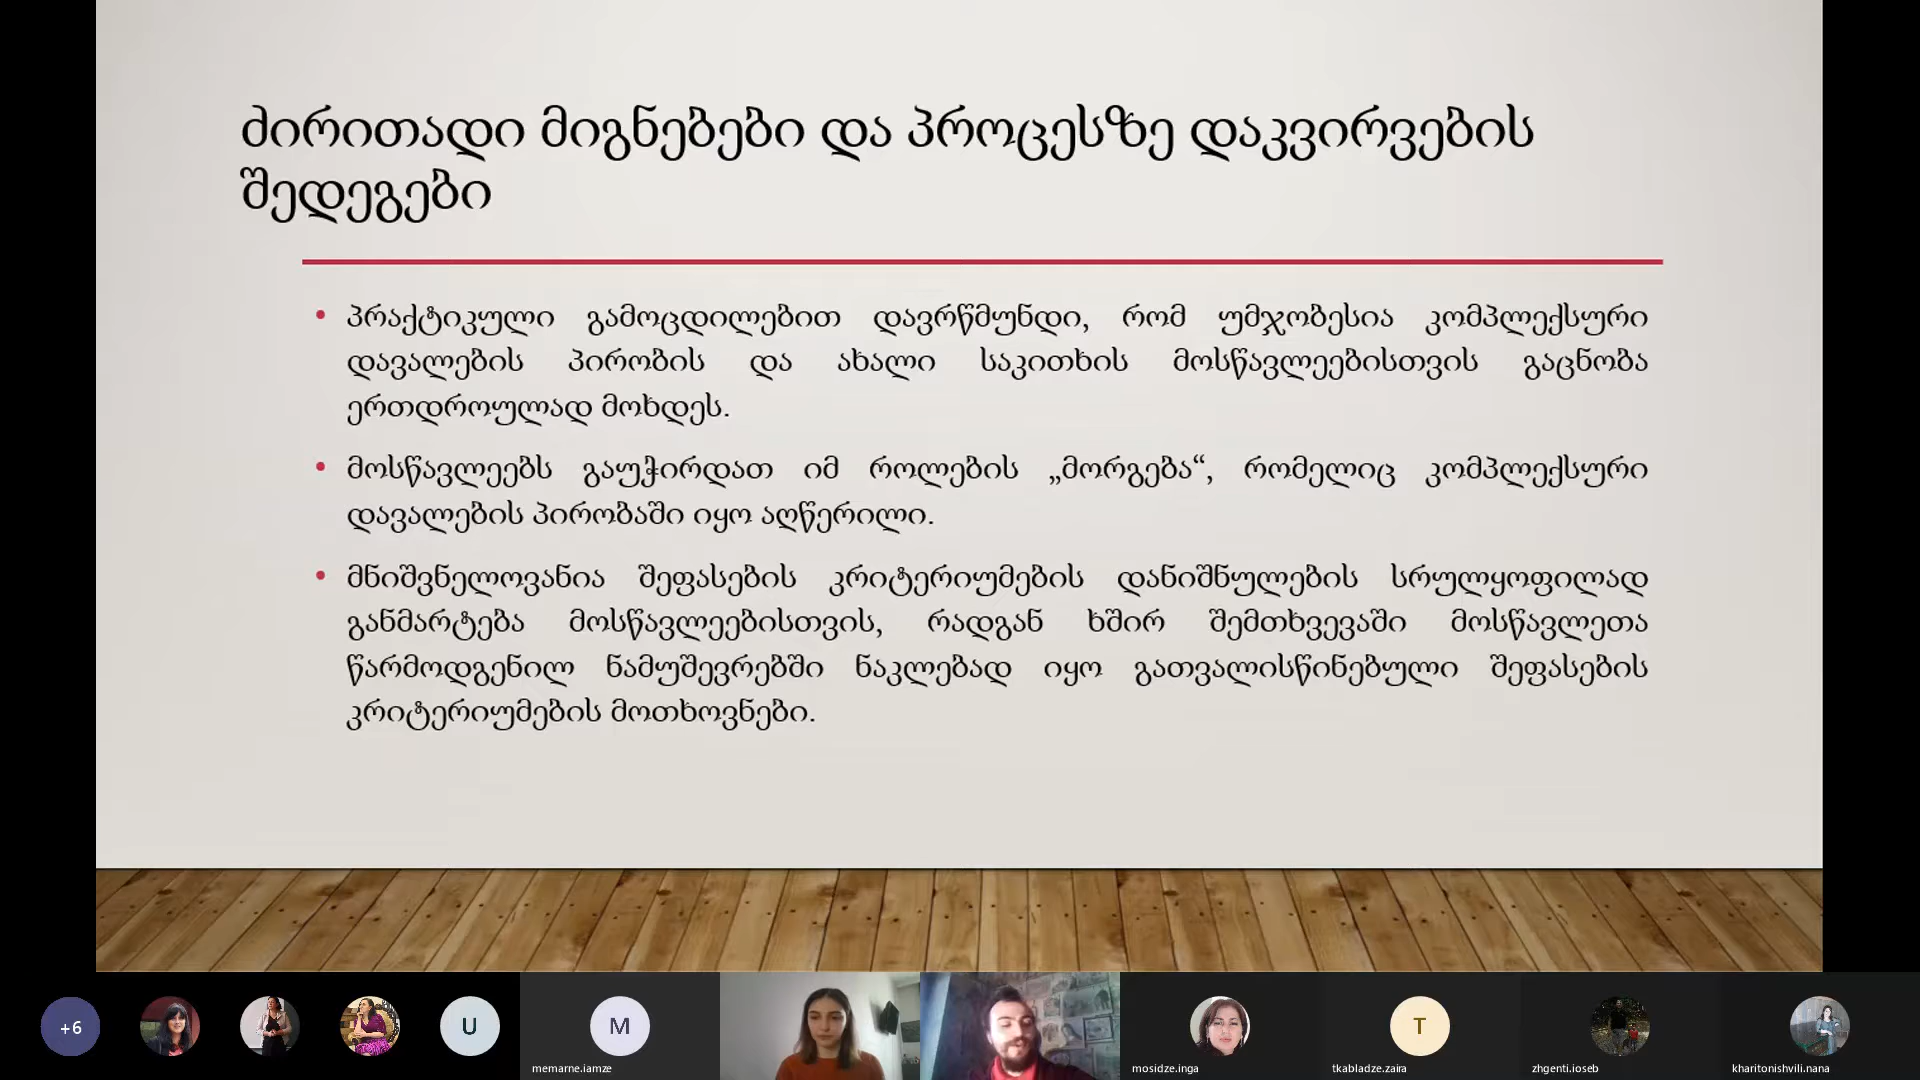 ძირითადი მიგნებები და პროცესზე დაკვირვების
შედეგები
• პრაქტიკული გამოცდილებით დავრწმუნდი, რომ უმჯობესია კომპლექსური
დავალების პირობის და ახალი საკითხის მოსწავლეებისთვის გაცნობა
ერთდროულად მოხდეს.
• მოსწავლეებს გაუჭირდათ იმ როლების „მორგება“, რომელიც კომპლექსური
დავალების პირობაში იყო აღწერილი.
• მნიშვნელოვანია შეფასების კრიტერიუმების დანიშნულების სრულყოფილად
განმარტება მოსწავლეებისთვის, რადგან ხშირ შემთხვევაში მოსწავლეთა
წარმოდგენილ ნამუშევრებში ნაკლებად იყო გათვალისწინებული შეფასების
კრიტერიუმების მოთხოვნები.
+6
U
M
T
memarne.iamze
mosidze.inga
tkabladze.zaira
zhgenti.ioseb
kharitonishvili.nana